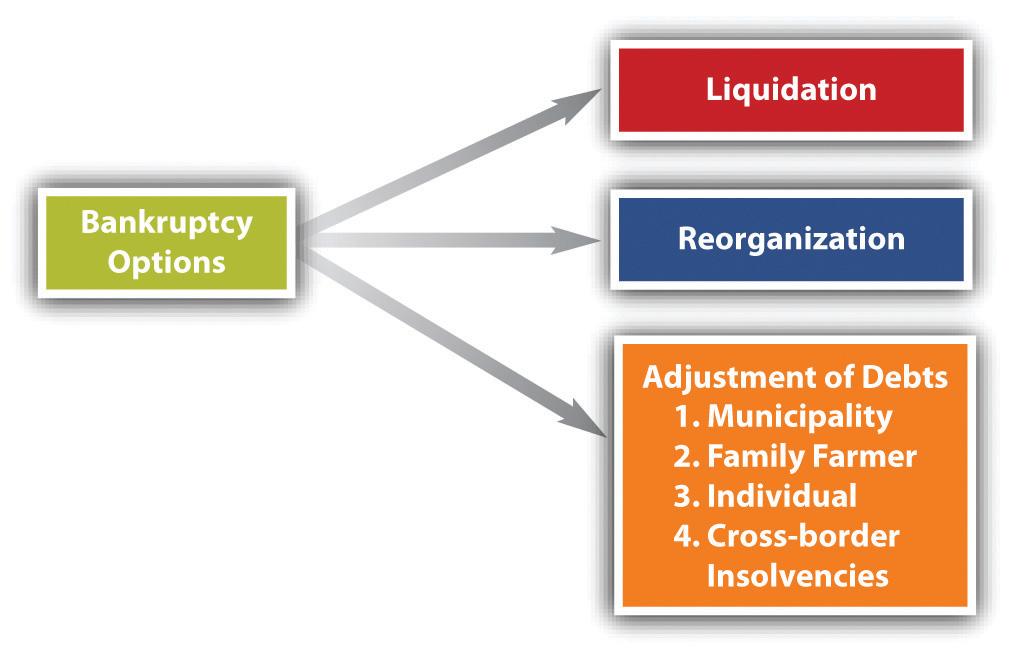 Bankruptcy
Options
Liquidation
Reorganization
Adjustment of Debts
1. Municipality
2. Family Farmer
3. Individual
4. Cross-border
Insolvencies